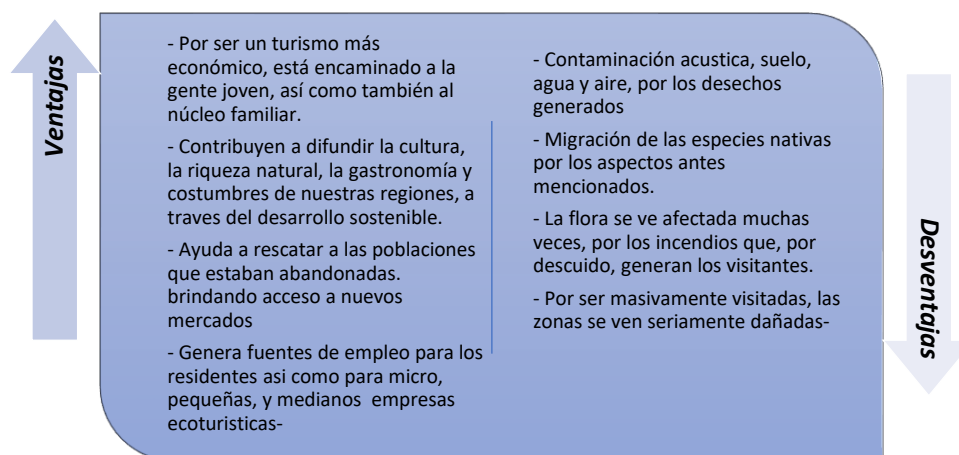 Ventajas
- Por ser un turismo más
económico, está encaminado a la
gente joven, así como también al
núcleo familiar.
- Contribuyen a difundir la cultura,
la riqueza natural, la gastronomía y
costumbres de nuestras regiones, a
traves del desarrollo sostenible.
- Ayuda a rescatar a las poblaciones
que estaban abandonadas.
brindando acceso a nuevos
mercados
- Genera fuentes de empleo para los
residentes asi como para micro,
pequeñas, y medianos empresas
ecoturisticas-
- Contaminación acustica, suelo,
agua y aire, por los desechos
generados
- Migración de las especies nativas
por los aspectos antes
mencionados.
- La flora se ve afectada muchas
veces, por los incendios que, por
descuido, generan los visitantes.
- Por ser masivamente visitadas, las
zonas se ven seriamente dañadas-
Desventajas